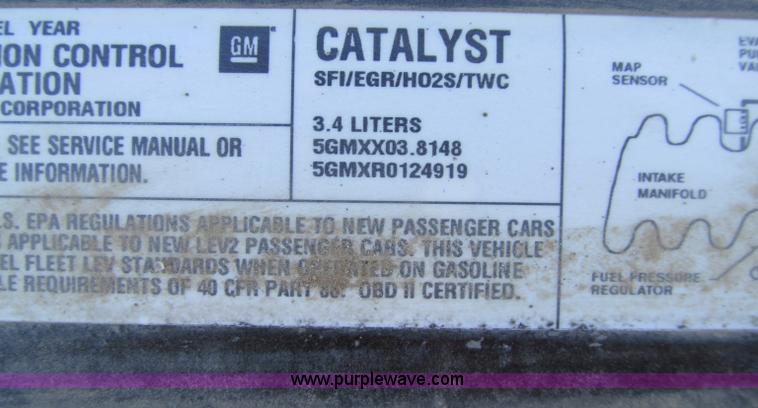 EL YEAR
ION CONTROL
ATION
CORPORATION
GM
SEE SERVICE MANUAL OR
E INFORMATION.
CATALYST
SFI/EGR/HO2S/TWC
3.4 LITERS
5GMXX03.8148
5GMXR0124919
.S. EPA REGULATIONS APPLICABLE TO NEW PASSENGER CARS
S APPLICABLE TO NEW LEV2 PASSENGER CARS. THIS VEHICLE
EL FLEET LEV STANDARDS WHEN OPERATED ON GASOLINE
LE REQUIREMENTS OF 40 CFR PART 86. OBD II CERTIFIED.
EVA
PU
VA
MAP
SENSOR
INTAKE
MANIFOLD
FUEL PRESSURE
REGULATOR
www.purplewave.com